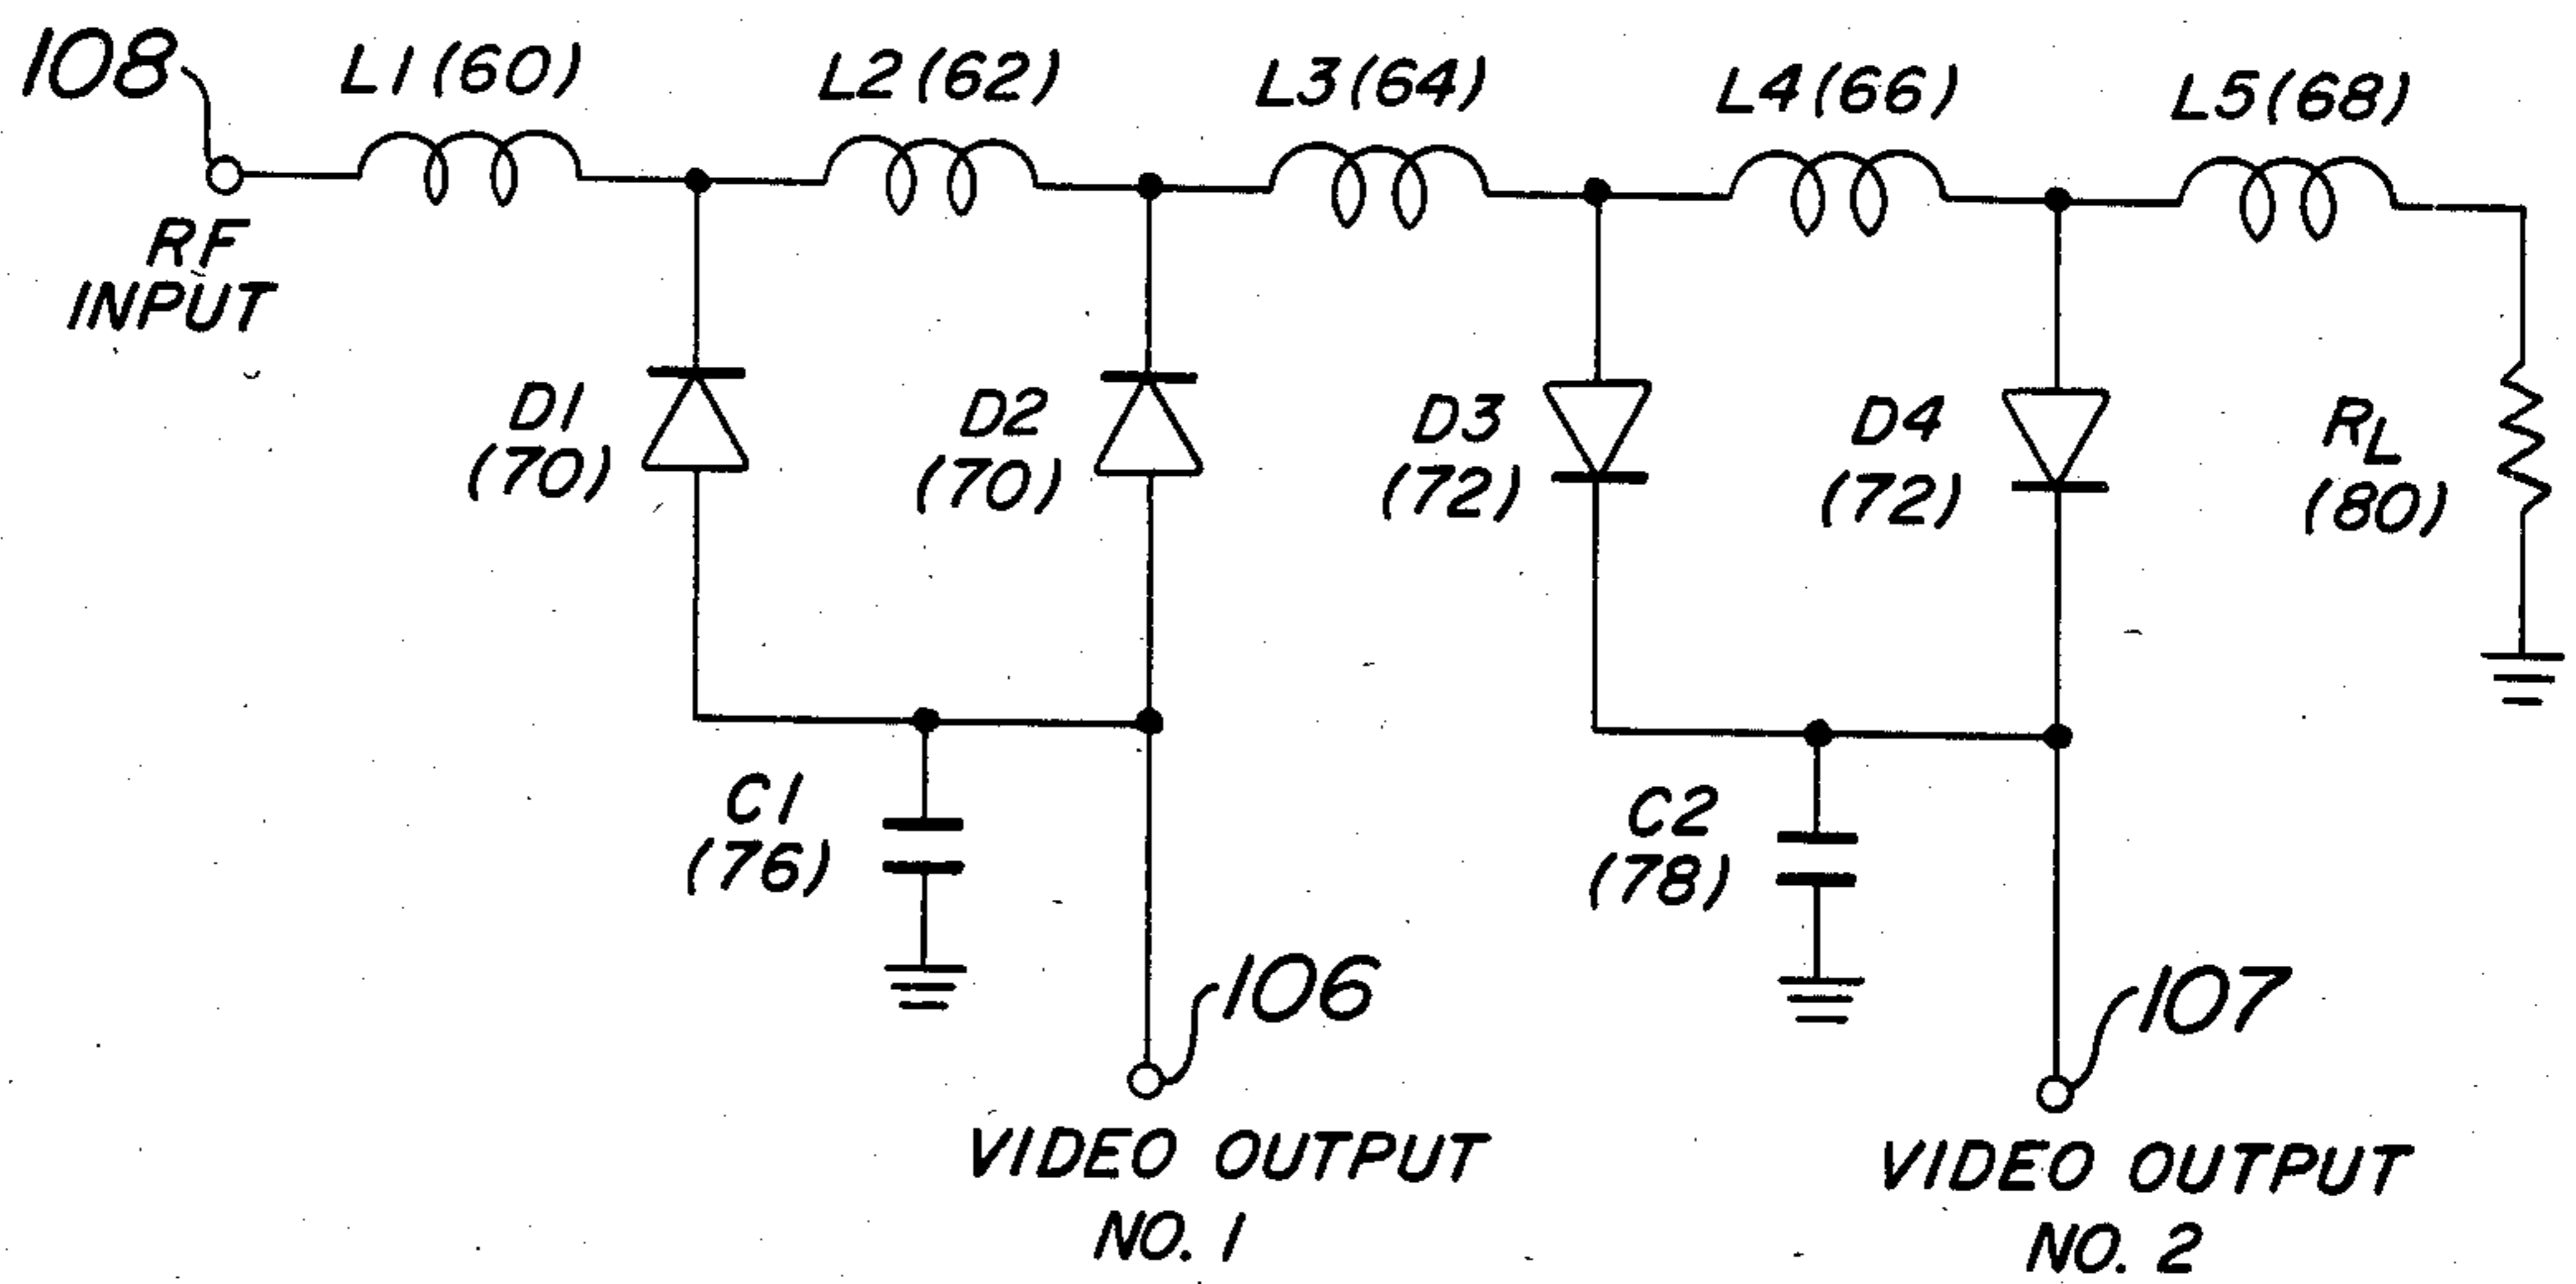 108
L1(60)
L2(62)
L3(64)
L4(66)
L5(68)
RF
INPUT
D1
(70)
D2
(70)
D3
(72)
D4
(72)
RL
(80)
C1
(76)
C2
(78)
106
107
VIDEO OUTPUT
NO. 1
VIDEO OUTPUT
NO. 2